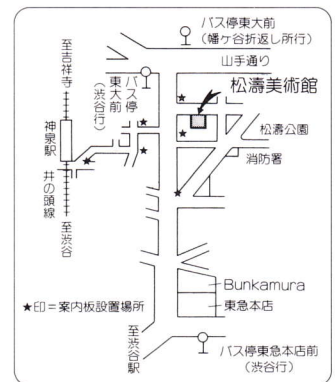 バス停東大前
(幡ヶ谷折返し所行)
山手通り
松濤美術館
至吉祥寺
バス停
東大前
(渋谷行)
神泉駅
井の頭線
至渋谷
松濤公園
消防署
Bunkamura
東急本店
★印=案内板設置場所
至渋谷駅
バス停東急本店前
(渋谷行)